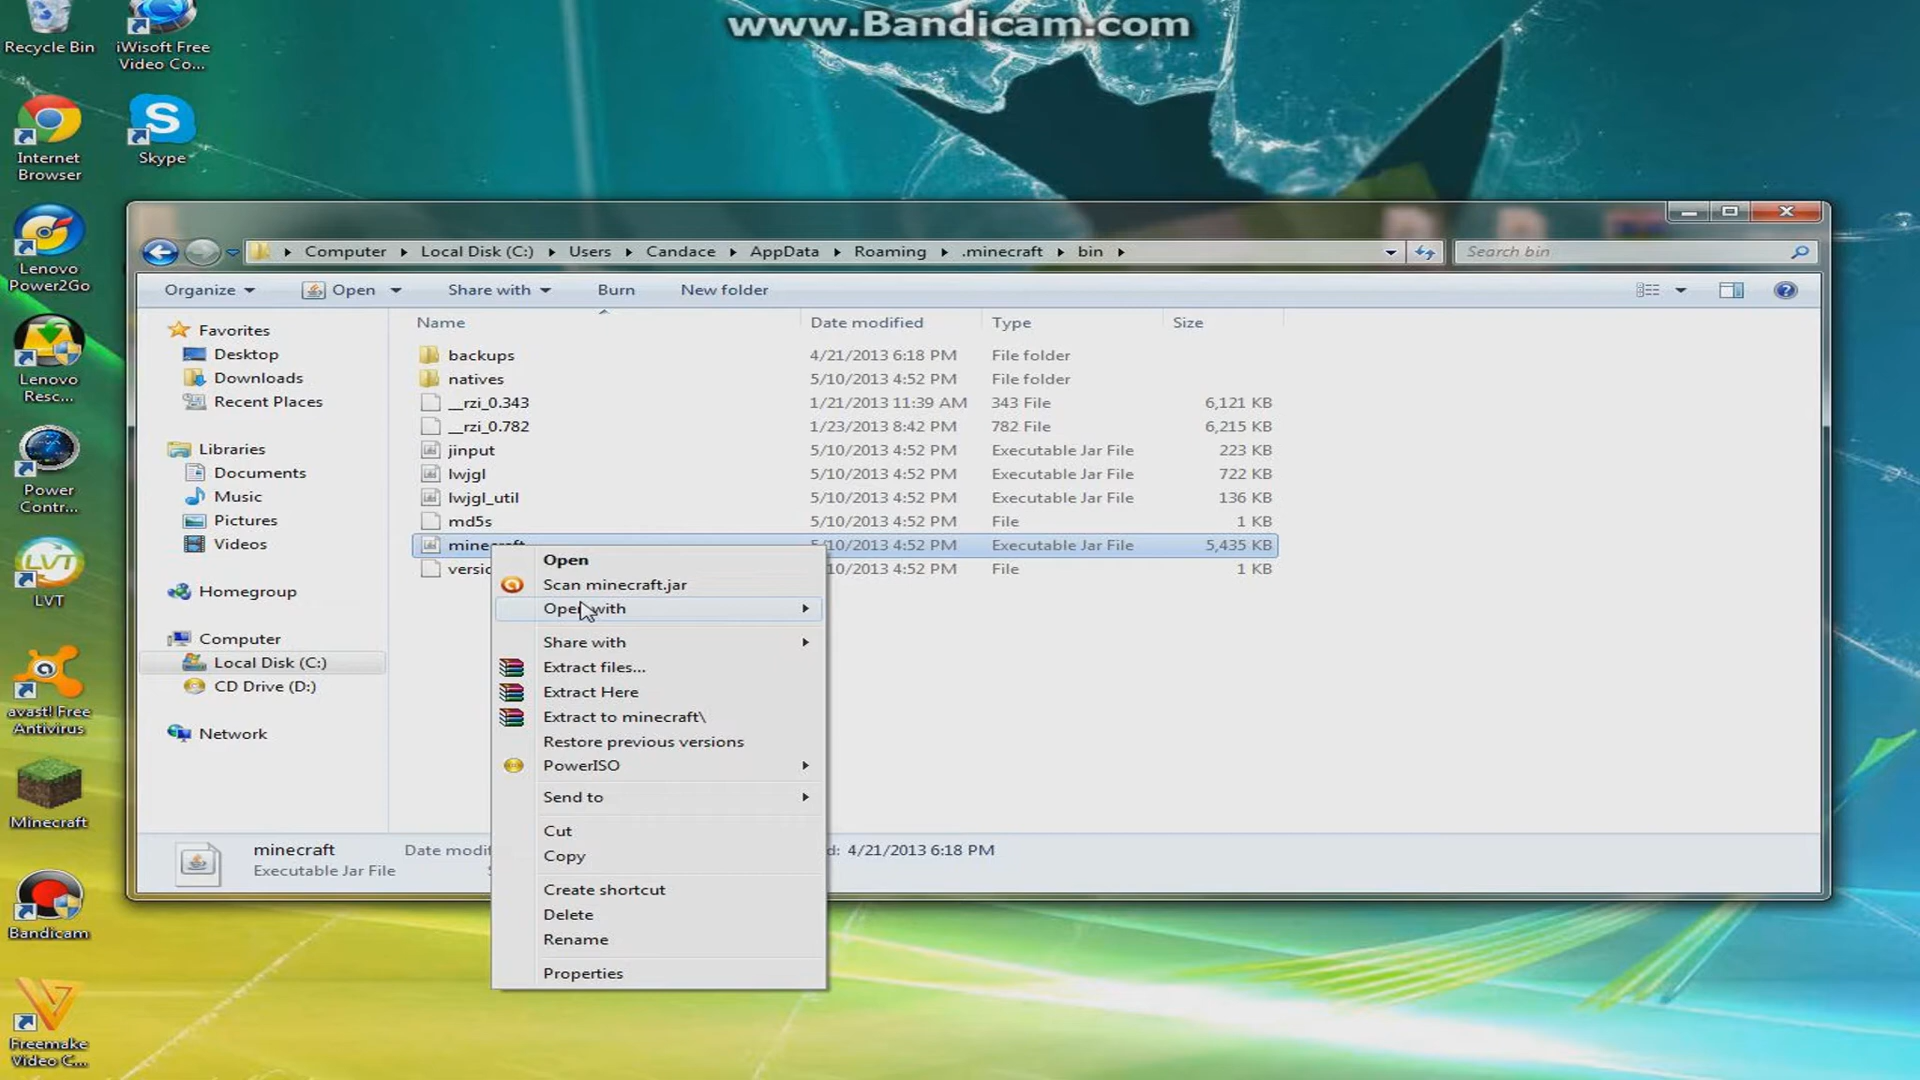 www.Bandicam.com
Recycle Bin
iWisoft Free
Video Co...
Internet
Browser
Skype
Lenovo
Power2Go
Lenovo
Resc...
Power
Contr...
LVT
LVT
avast! Free
Antivirus
Minecraft
Bandicam
Freemake
Video C...
Computer Local Disk (C:) Users Candace AppData Roaming .minecraft bin
Search bin
Organize Open Share with Burn New folder
Name Date modified Type Size
Favorites
Desktop
Downloads
Recent Places
Libraries
Documents
Music
Pictures
Videos
Homegroup
Computer
Local Disk (C:)
CD Drive (D:)
Network
backups 4/21/2013 6:18 PM File folder
natives 5/10/2013 4:52 PM File folder
__rzi_0.343 1/21/2013 11:39 AM 343 File 6,121 KB
__rzi_0.782 1/23/2013 8:42 PM 782 File 6,215 KB
jinput 5/10/2013 4:52 PM Executable Jar File 223 KB
lwjgl 5/10/2013 4:52 PM Executable Jar File 722 KB
lwjgl_util 5/10/2013 4:52 PM Executable Jar File 136 KB
md5s 5/10/2013 4:52 PM File 1 KB
minecraft 5/10/2013 4:52 PM Executable Jar File 5,435 KB
versio 10/2013 4:52 PM File 1 KB
Open
Scan minecraft.jar
Open with
Share with
Extract files...
Extract Here
Extract to minecraft\
Restore previous versions
PowerISO
Send to
Cut
Copy
Create shortcut
Delete
Rename
Properties
minecraft Date modif d: 4/21/2013 6:18 PM
Executable Jar File